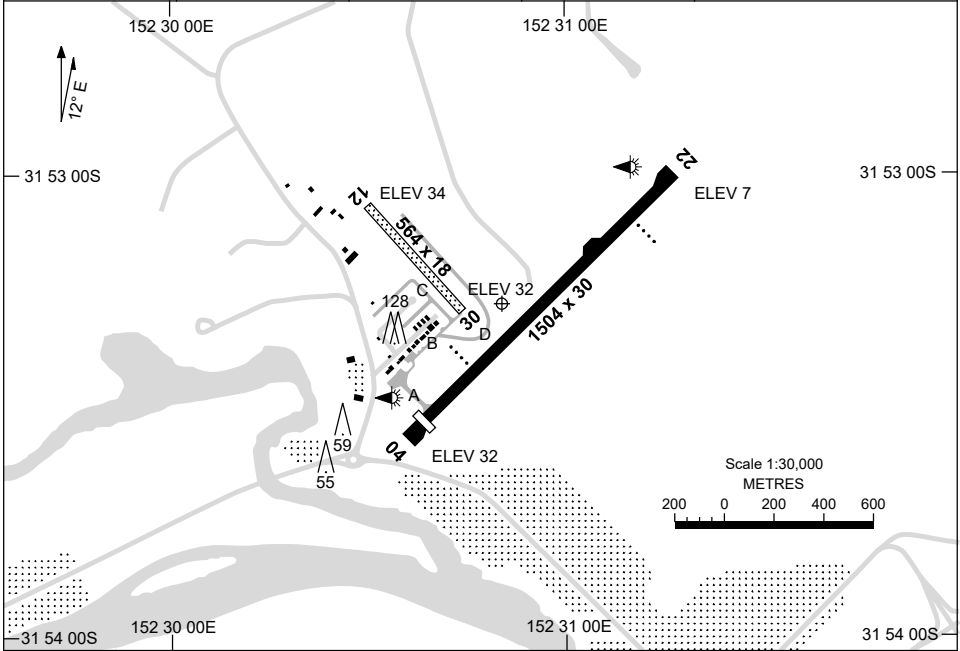 152 30 00E
152 31 00E
12° E
31 53 00S
31 53 00S
22
ELEV 7
12
ELEV 34
564 x 18
C
ELEV 32
128
30
1504 x 30
D
B
A
59
04
ELEV 32
55
Scale 1:30,000
METRES
200 0 200 400 600
152 30 00E
152 31 00E
31 54 00S
31 54 00S